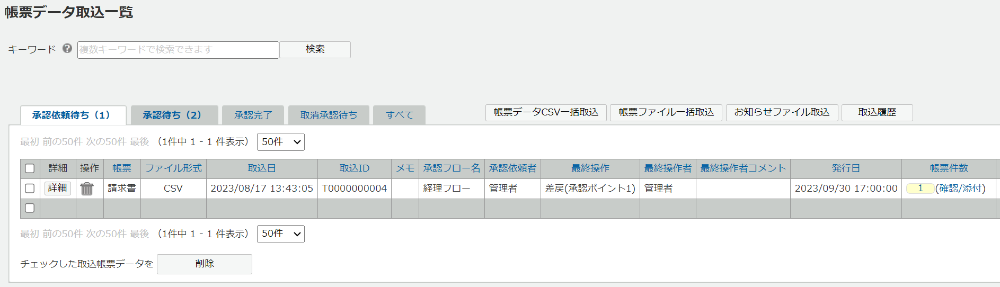 帳票データ取込一覧
キーワード ? 複数キーワードで検索できます 検索
承認依頼待ち（1） 承認待ち（2） 承認完了 取消承認待ち すべて 帳票データCSV一括取込 帳票ファイル一括取込 お知らせファイル取込 取込履歴
最初 前の50件 次の50件 最後 （1件中 1 - 1 件表示） 50件
詳細 操作 帳票 ファイル形式 取込日 取込ID メモ 承認フロー名 承認依頼者 最終操作 最終操作者 最終操作者コメント 発行日 帳票件数
詳細 請求書 CSV 2023/08/17 13:43:05 T0000000004 経理フロー 管理者 差戻(承認ポイント1) 管理者 2023/09/30 17:00:00 1 (確認/添付)
最初 前の50件 次の50件 最後 （1件中 1 - 1 件表示） 50件
チェックした取込帳票データを 削除